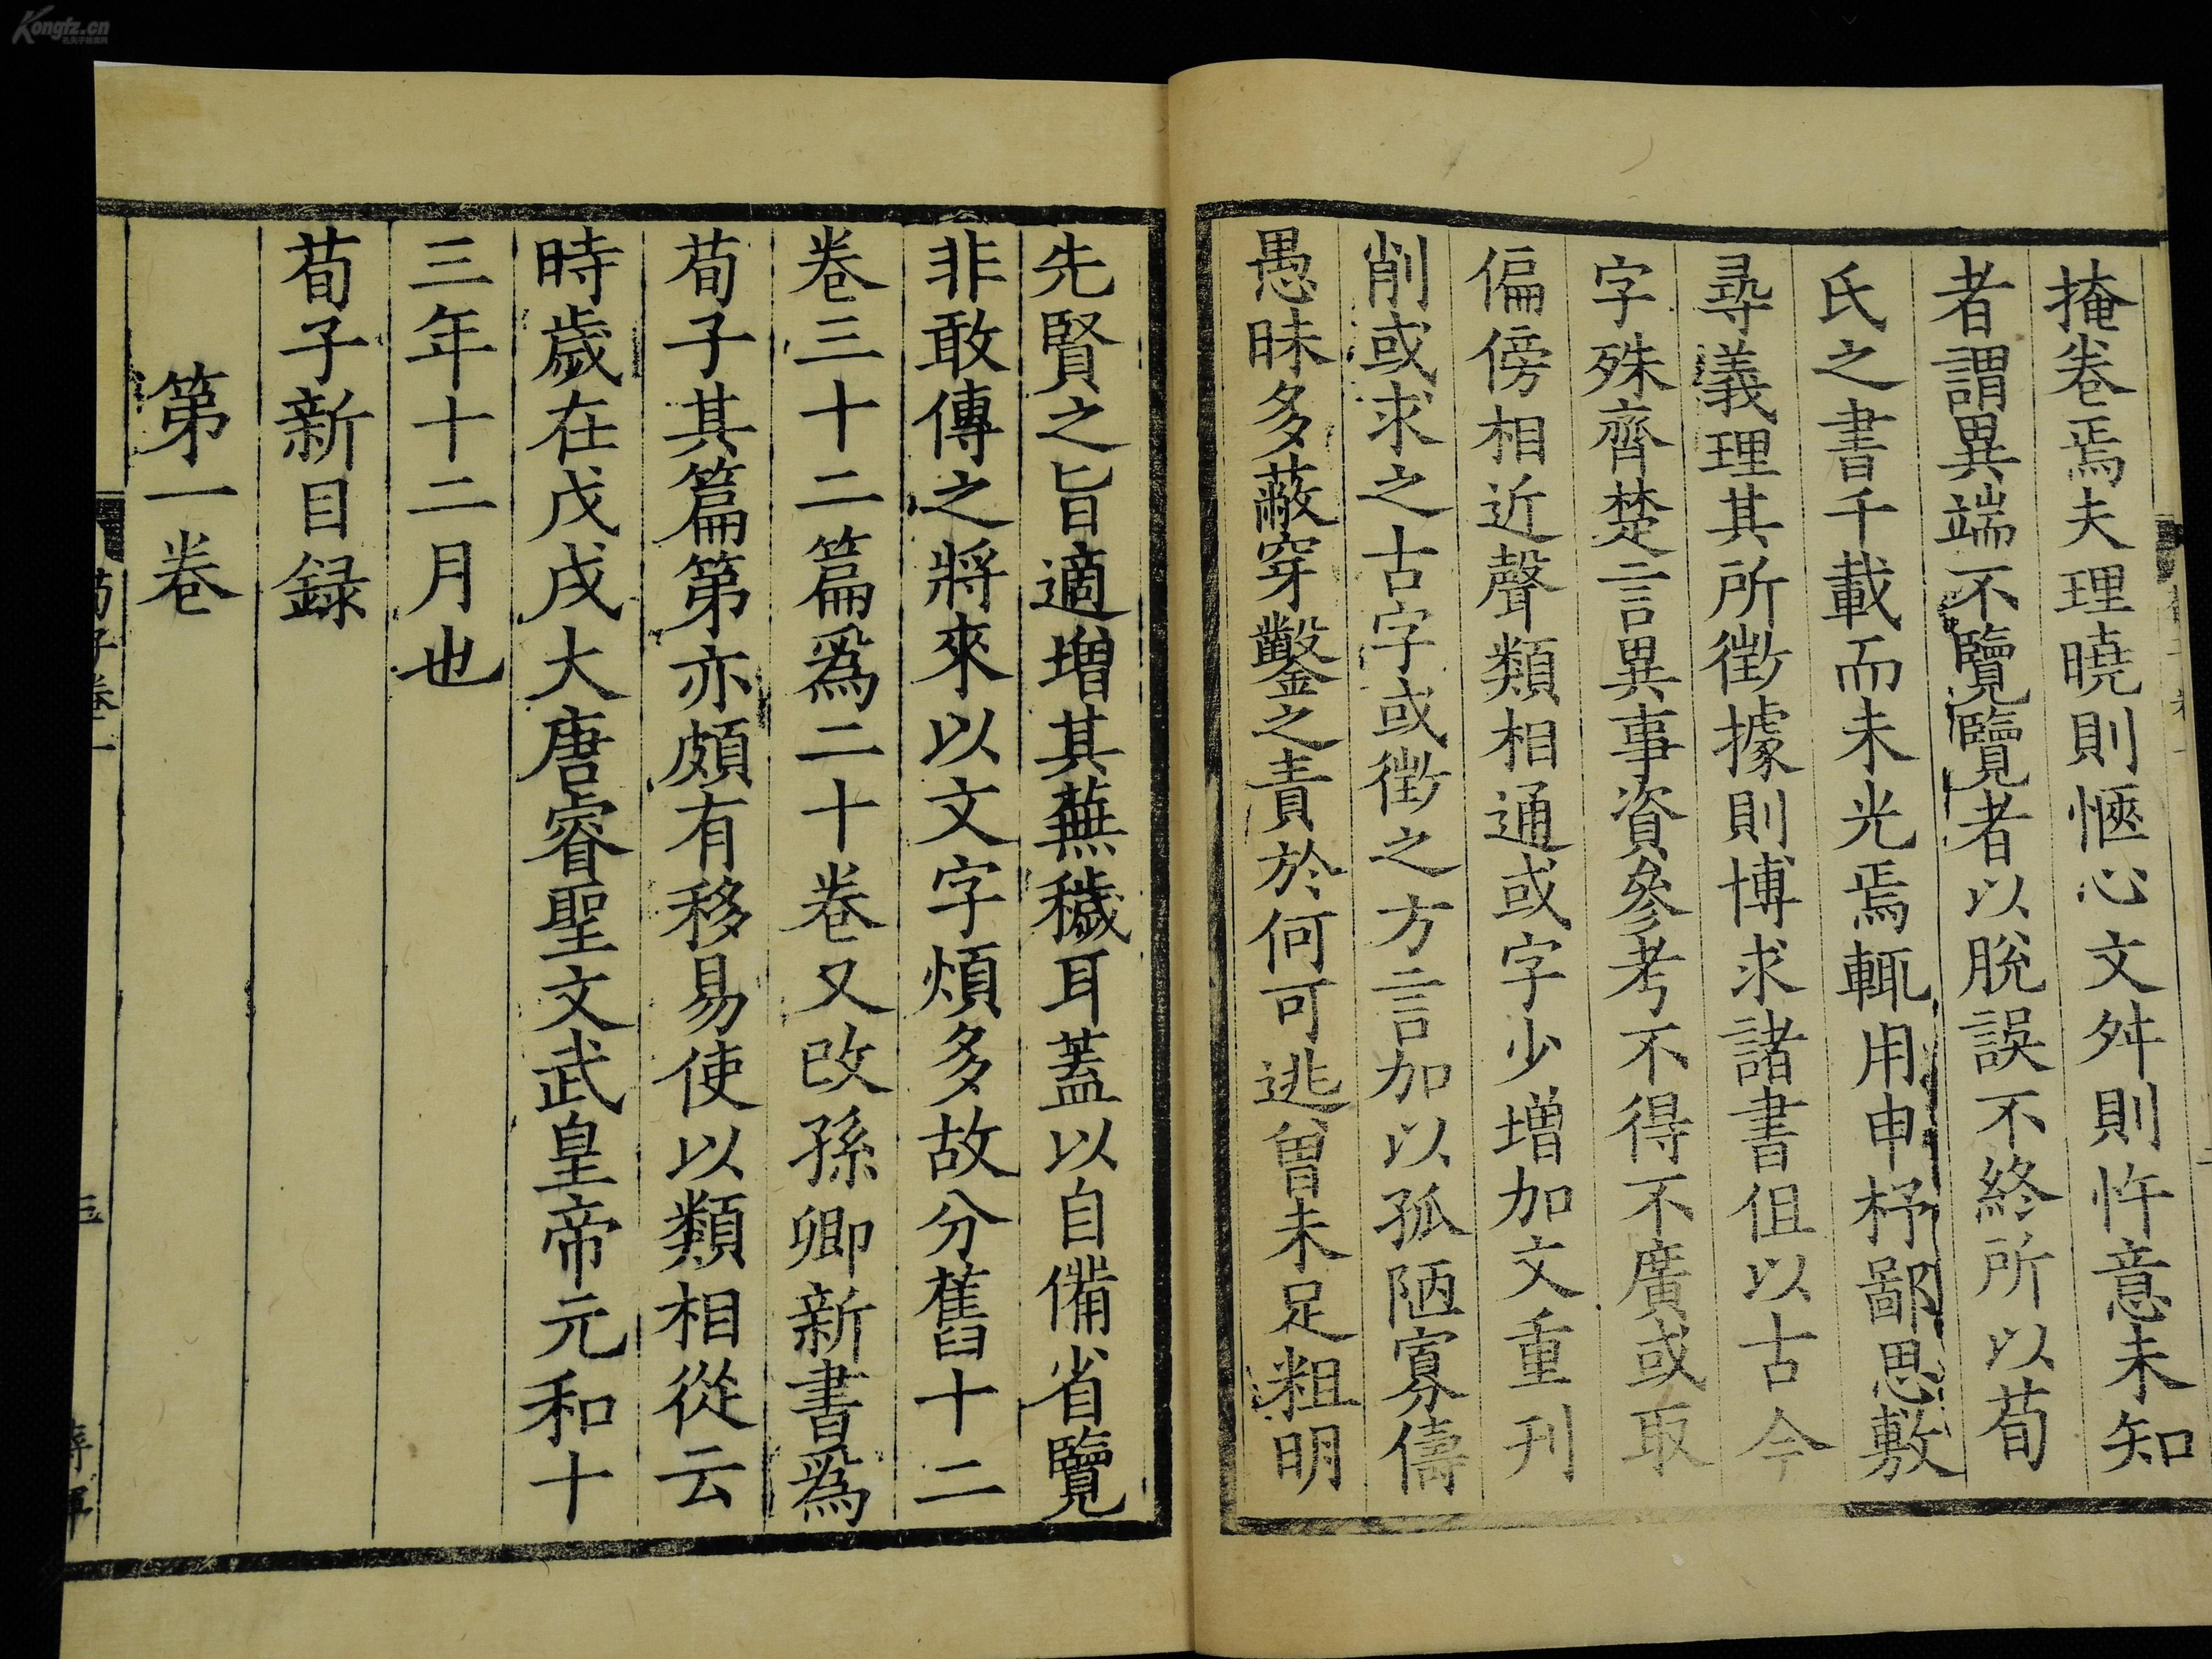 掩卷焉夫理曉則愜心文舛則忤意未知
者謂異端不覽覽者以脫誤不終所以荀
氏之書千載而未光焉輒用申杼鄙思敷
尋義理其所徵據則博求諸書但以古今
字殊齊楚言異事資參考不得不廣或取
偏傍相近聲類相通或字少增加文重刊
削或求之古字或徵之方言加以孤陋寡儔
愚昧多蔽穿鑿之責於何可逃曾未足粗明
先賢之旨適增其蕪穢耳蓋以自備省覽
非敢傳之將來以文字煩多故分舊十二
卷三十二篇爲二十卷又改孫卿新書爲
荀子其篇第亦頗有移易使以類相從云
時歲在戊戌大唐睿聖文武皇帝元和十
三年十二月也
荀子新目録
第一卷
荀子卷一
Kongfz.cn